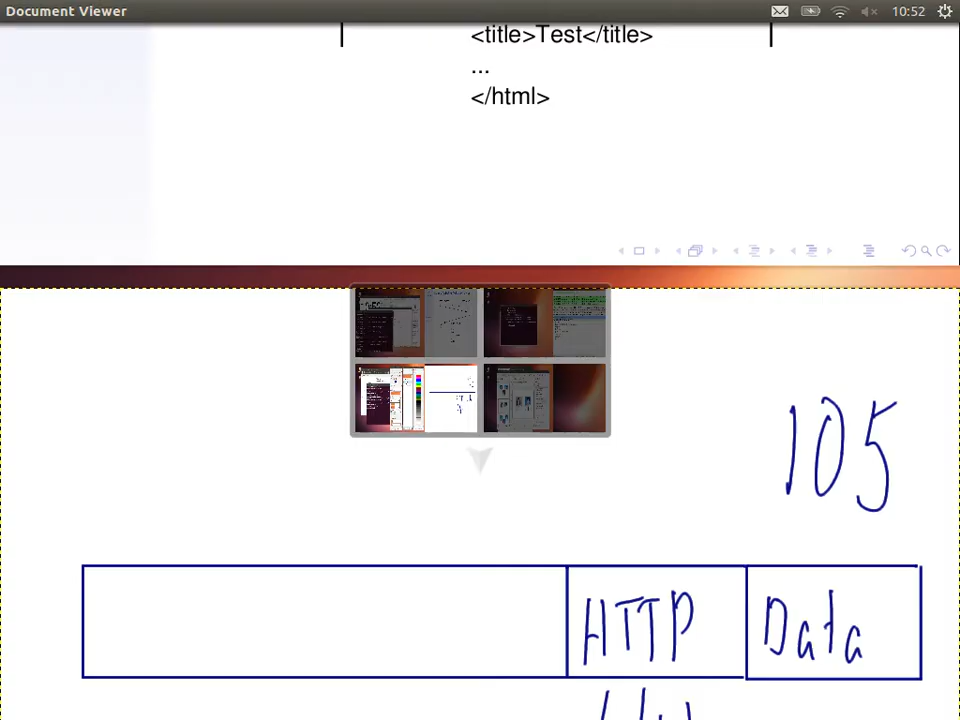 Document Viewer 10:52
<title>Test</title>
...
</html>
105
HTTP Data